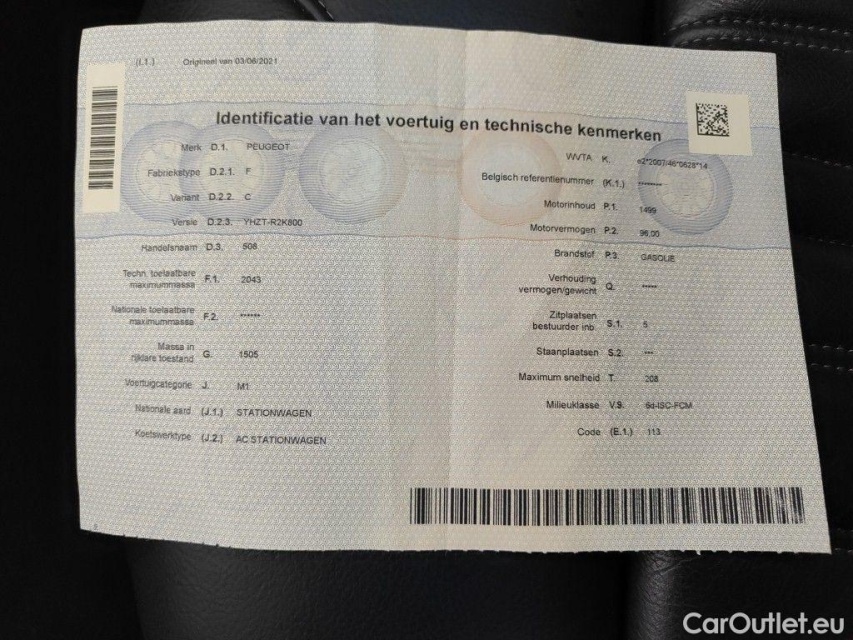 (I.1.) Origineel van 03/06/2021
Identificatie van het voertuig en technische kenmerken
Merk D.1. PEUGEOT
Fabriekstype D.2.1. F
Variant D.2.2. C
Versie D.2.3. YHZT-R2K800
Handelsnaam D.3. 508
Techn. toelaatbare
maximummassa F.1. 2043
Nationale toelaatbare
maximummassa F.2. ******
Massa in
rijklare toestand G. 1505
Voertuigcategorie J. M1
Nationale aard (J.1.) STATIONWAGEN
Koetswerktype (J.2.) AC STATIONWAGEN
WVTA K. e2*2007/46*0628*14
Belgisch referentienummer (K.1.) ********
Motorinhoud P.1. 1499
Motorvermogen P.2. 96,00
Brandstof P.3. GASOLIE
Verhouding
vermogen/gewicht Q. *****
Zitplaatsen
bestuurder inb. S.1. 5
Staanplaatsen S.2. ***
Maximum snelheid T. 208
Milieuklasse V.9. 6d-ISC-FCM
Code (E.1.) 113
CarOutlet.eu